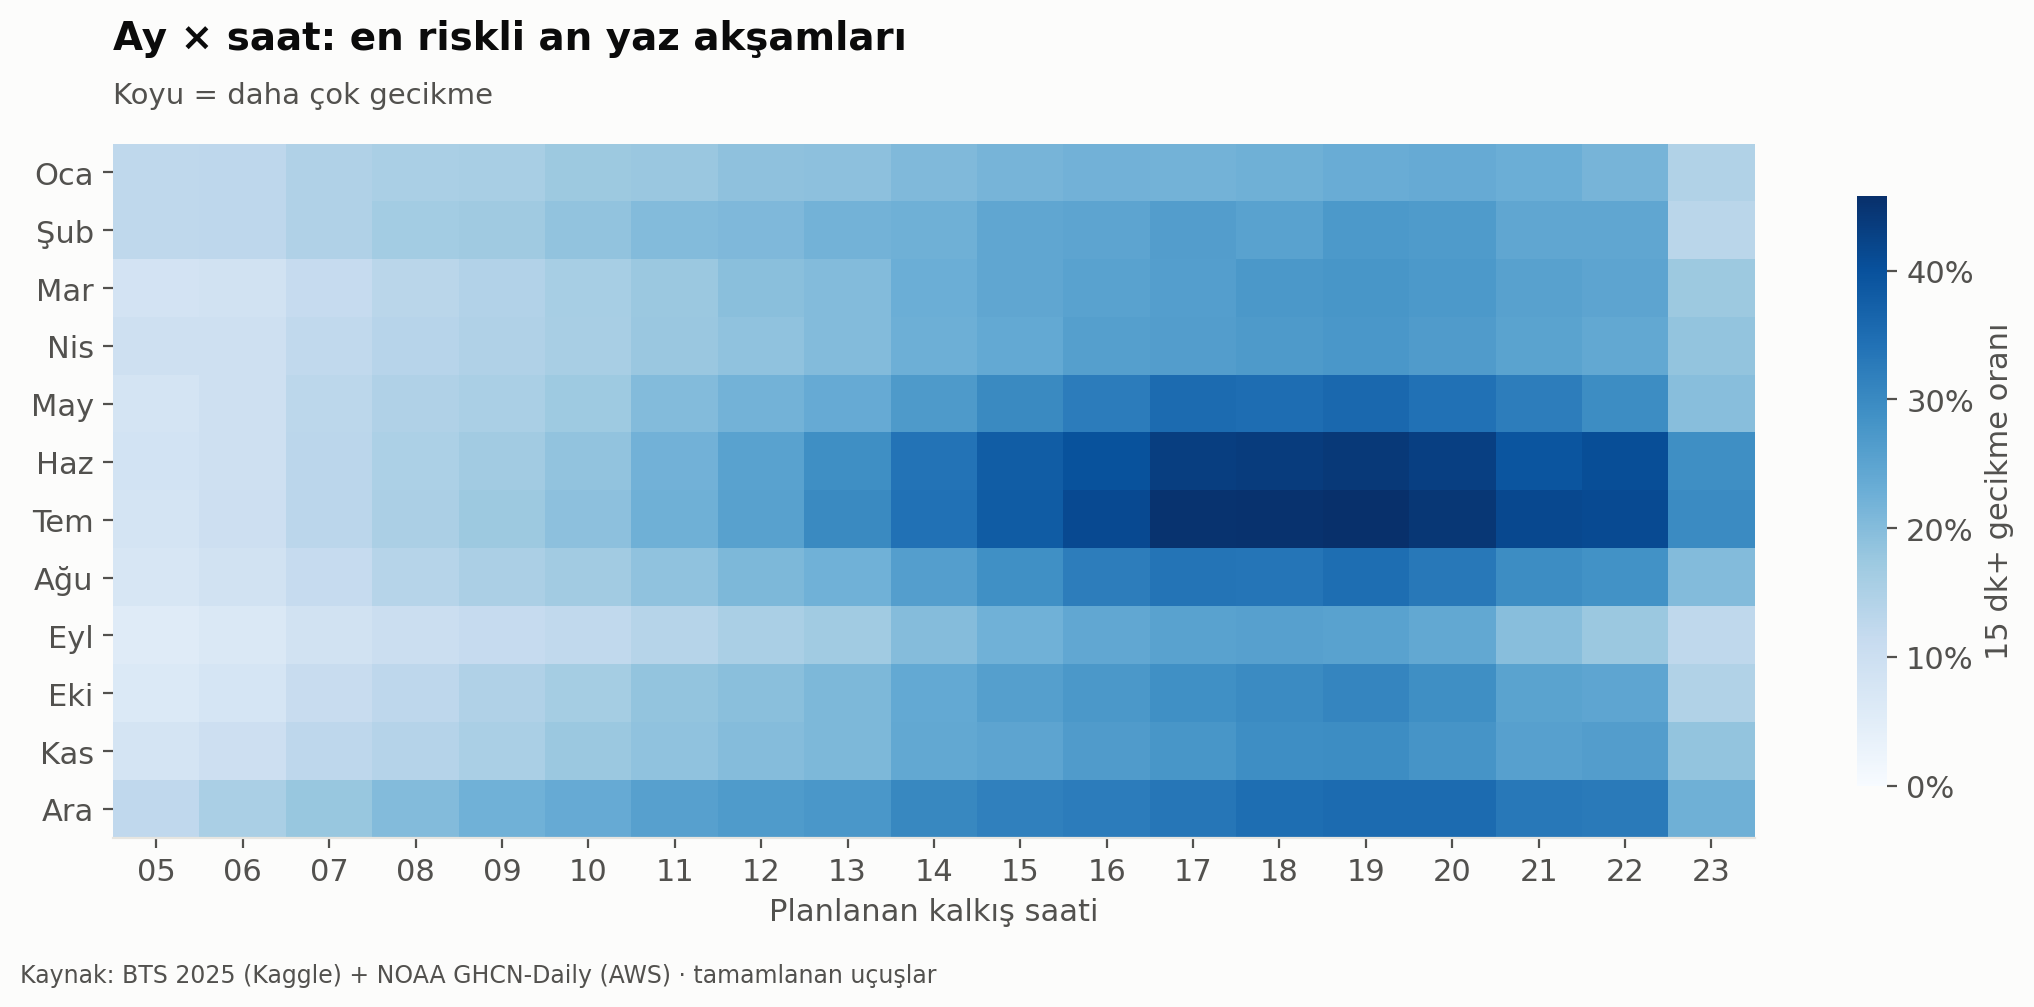 Ay × saat: en riskli an yaz akşamları
Koyu = daha çok gecikme
Oca
Şub
Mar
Nis
May
Haz
Tem
Ağu
Eyl
Eki
Kas
Ara
05 06 07 08 09 10 11 12 13 14 15 16 17 18 19 20 21 22 23
Planlanan kalkış saati
40%
30%
20%
10%
0%
15 dk+ gecikme oranı
Kaynak: BTS 2025 (Kaggle) + NOAA GHCN-Daily (AWS) · tamamlanan uçuşlar